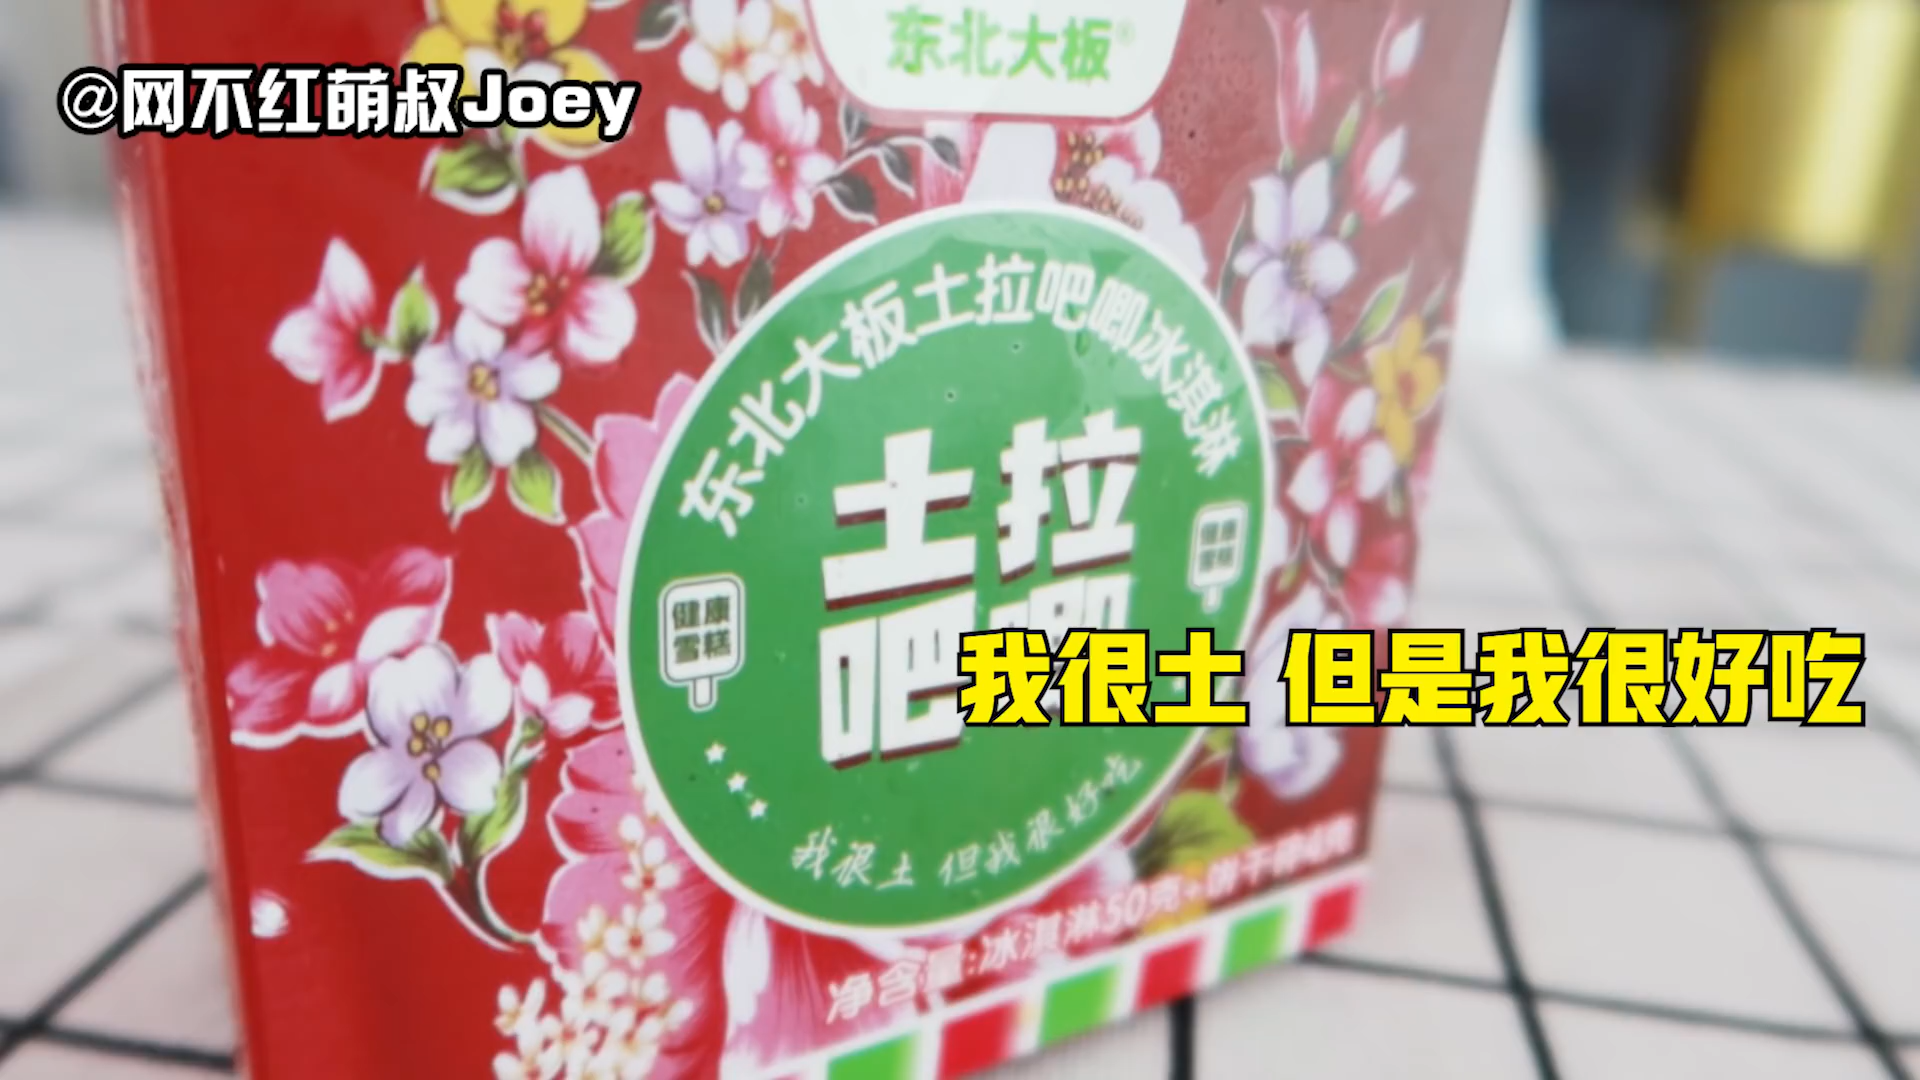 东北大板®
@网不红萌叔Joey
东北大板土拉吧唧冰淇淋
土拉
吧唧
健康
雪糕
健康
雪糕
我很土 但是我很好吃
我很土 但我很好吃
净含量:冰淇淋50克+饼干碎4克